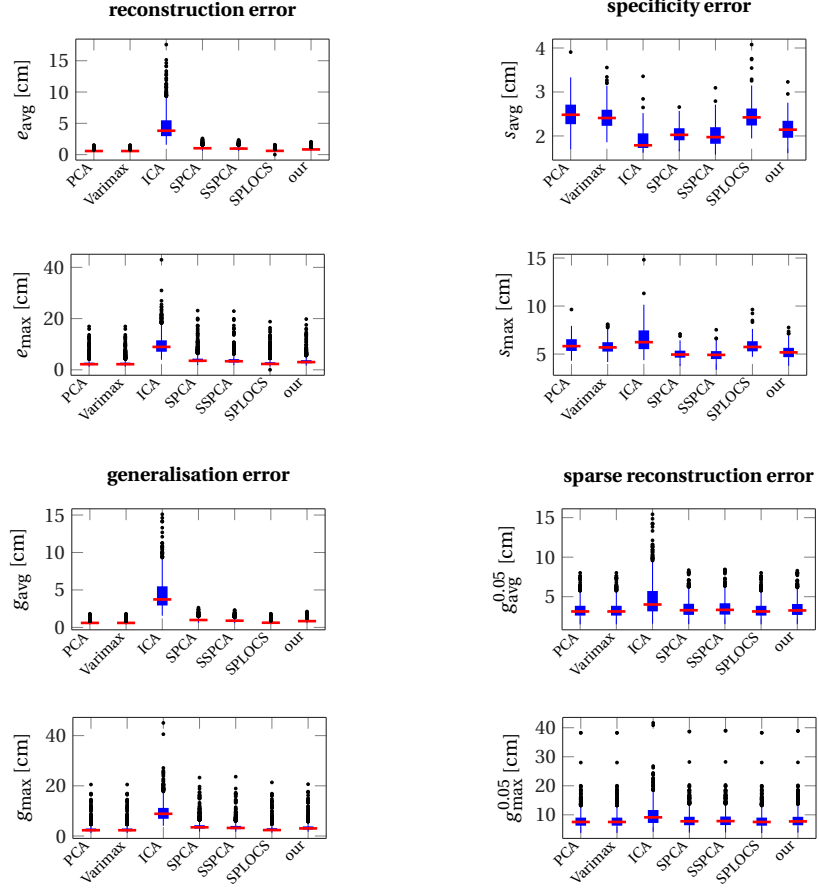 reconstruction error
specificity error
e_avg [cm]
15
10
5
0
PCA
Varimax
ICA
SPCA
SSPCA
SPLOCS
our
s_avg [cm]
4
3
2
PCA
Varimax
ICA
SPCA
SSPCA
SPLOCS
our
e_max [cm]
40
20
0
PCA
Varimax
ICA
SPCA
SSPCA
SPLOCS
our
s_max [cm]
15
10
5
PCA
Varimax
ICA
SPCA
SSPCA
SPLOCS
our
generalisation error
sparse reconstruction error
g_avg [cm]
15
10
5
0
PCA
Varimax
ICA
SPCA
SSPCA
SPLOCS
our
g_avg^0.05 [cm]
15
10
5
PCA
Varimax
ICA
SPCA
SSPCA
SPLOCS
our
g_max [cm]
40
20
0
PCA
Varimax
ICA
SPCA
SSPCA
SPLOCS
our
g_max^0.05 [cm]
40
30
20
10
PCA
Varimax
ICA
SPCA
SSPCA
SPLOCS
our